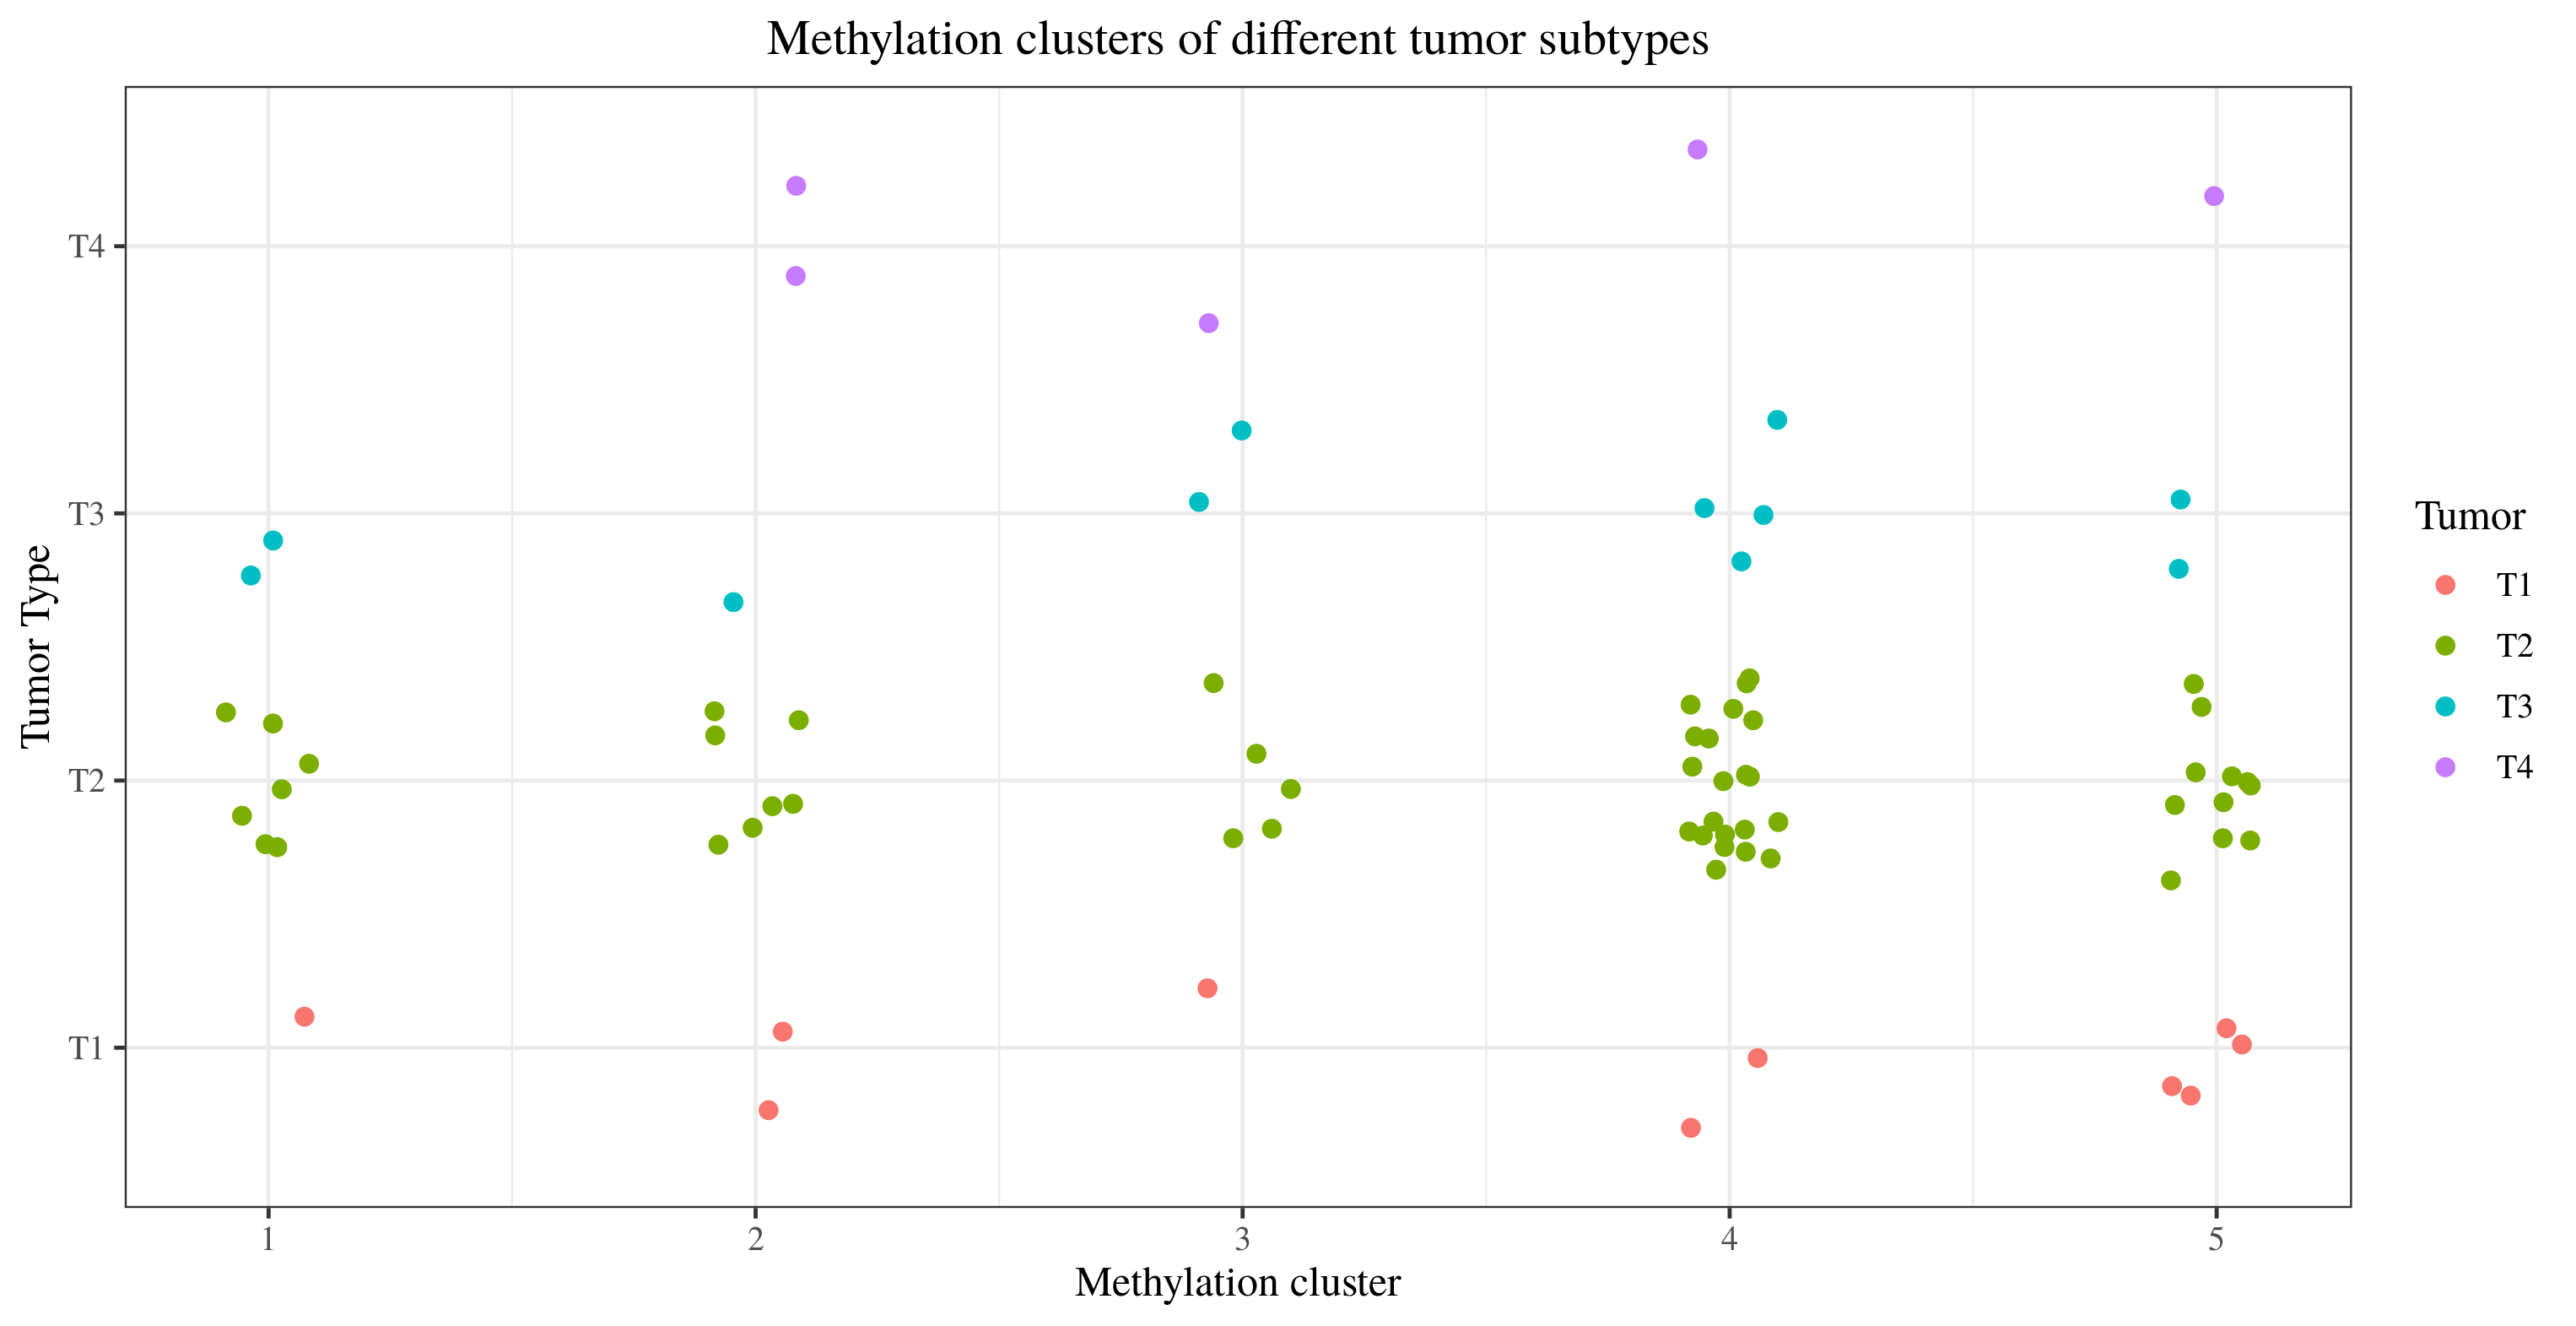 Methylation clusters of different tumor subtypes
Tumor Type
T4
T3
T2
T1
1 2 3 4 5
Methylation cluster
Tumor
T1
T2
T3
T4